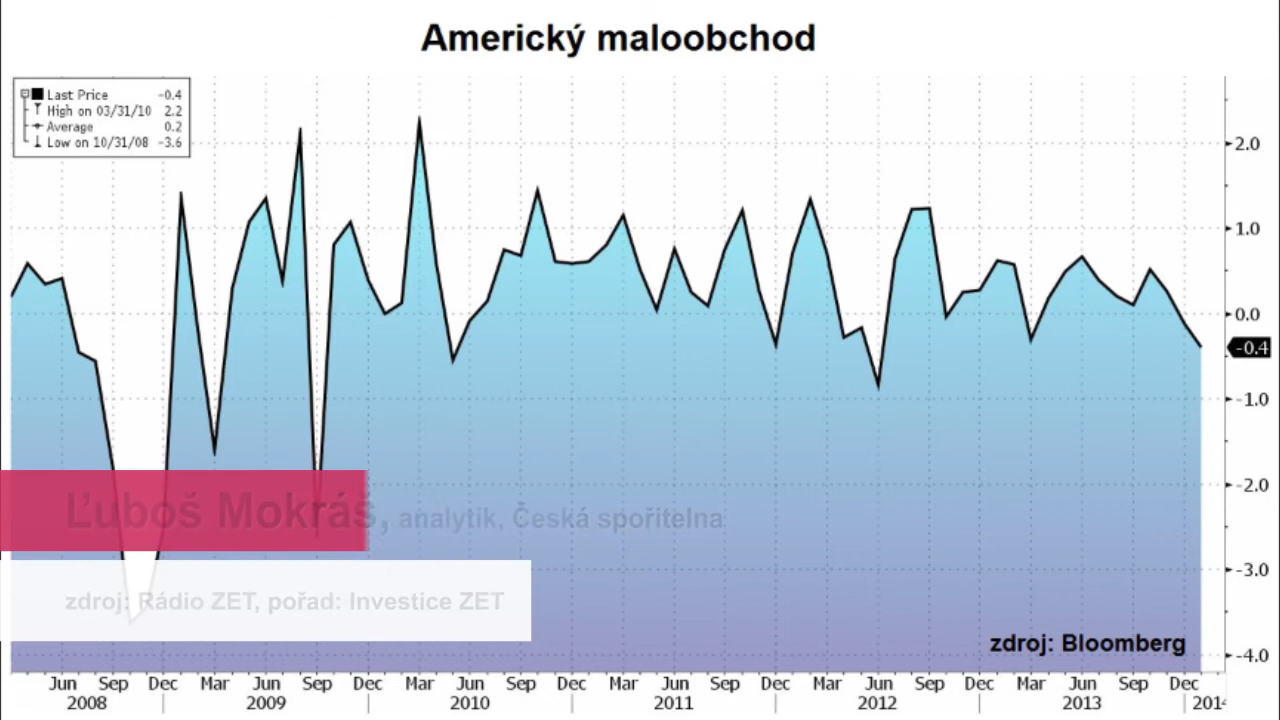 Americký maloobchod
Last Price -0.4
High on 03/31/10 2.2
Average 0.2
Low on 10/31/08 -3.6
2.0
1.0
0.0
-0.4
-1.0
-2.0
-3.0
-4.0
Ľuboš Mokráš, analytik, Česká spořitelna
zdroj: Rádio ZET, pořad: Investice ZET
zdroj: Bloomberg
Jun Sep Dec Mar Jun Sep Dec Mar Jun Sep Dec Mar Jun Sep Dec Mar Jun Sep Dec Mar Jun Sep Dec
2008 2009 2010 2011 2012 2013 2014